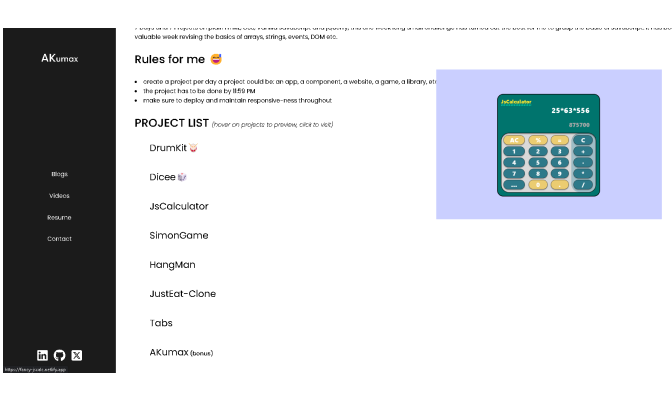 AKumax
Blogs
Videos
Resume
Contact
https://fancy-jscalc.netlify.app
valuable week revising the basics of arrays, strings, events, DOM etc.
Rules for me 😅
create a project per day a project could be: an app, a component, a website, a game, a library, etc
the project has to be done by 11:59 PM
make sure to deploy and maintain responsive-ness throughout
PROJECT LIST (hover on projects to preview, click to visit)
DrumKit 🥁
Dicee 🎲
JsCalculator
SimonGame
HangMan
JustEat-Clone
Tabs
AKumax (bonus)
JsCalculator
25*63*556
875700
AC % ← C
1 2 3 +
4 5 6 -
7 8 9 *
... 0 . /